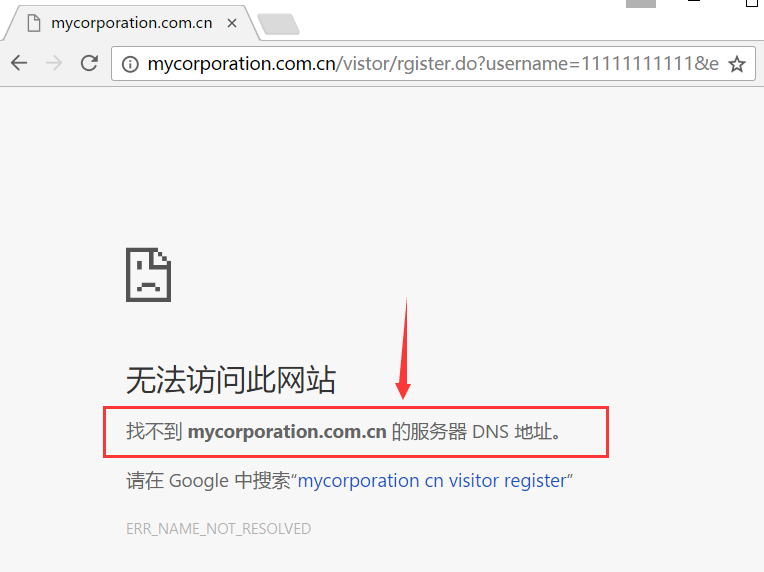 mycorporation.com.cn
mycorporation.com.cn/vistor/rgister.do?username=11111111111&e
无法访问此网站
找不到 mycorporation.com.cn 的服务器 DNS 地址。
请在 Google 中搜索“mycorporation cn visitor register”
ERR_NAME_NOT_RESOLVED